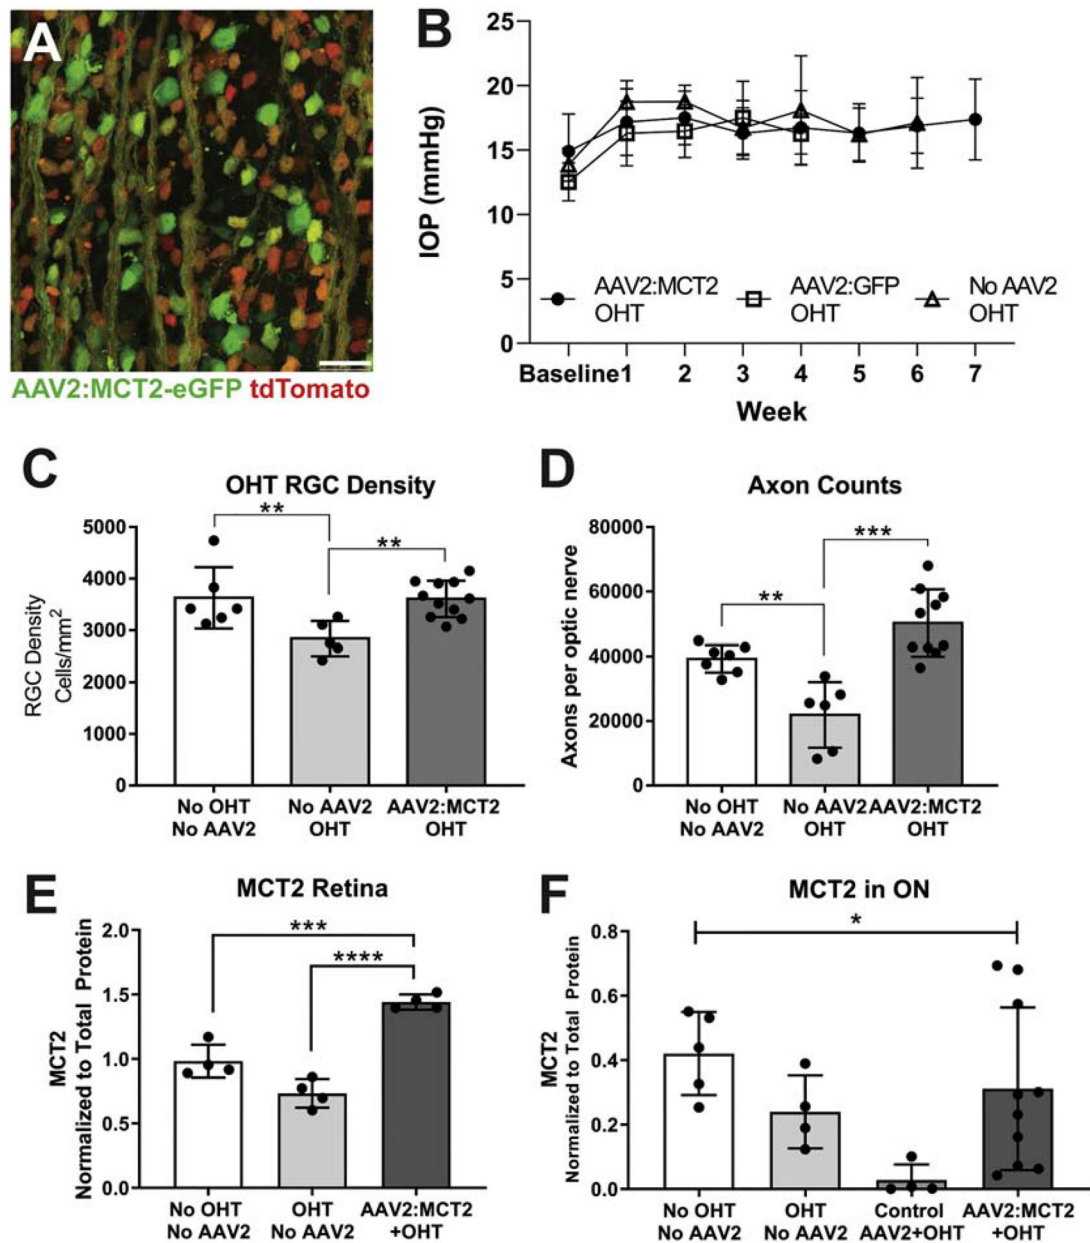 A
AAV2:MCT2-eGFP tdTomato
B
IOP (mmHg)
25
20
15
10
5
0
AAV2:MCT2
OHT
AAV2:GFP
OHT
No AAV2
OHT
Baseline 1 2 3 4 5 6 7
Week
C
OHT RGC Density
RGC Density
Cells/mm2
5000
4000
3000
2000
1000
0
**
**
No OHT
No AAV2
No AAV2
OHT
AAV2:MCT2
OHT
D
Axon Counts
Axons per optic nerve
80000
60000
40000
20000
0
**
***
No OHT
No AAV2
No AAV2
OHT
AAV2:MCT2
OHT
E
MCT2 Retina
MCT2
Normalized to Total Protein
2.0
1.5
1.0
0.5
0.0
***
****
No OHT
No AAV2
OHT
No AAV2
AAV2:MCT2
+OHT
F
MCT2 in ON
MCT2
Normalized to Total Protein
0.8
0.6
0.4
0.2
0.0
*
No OHT
No AAV2
OHT
No AAV2
Control
AAV2+OHT
AAV2:MCT2
+OHT